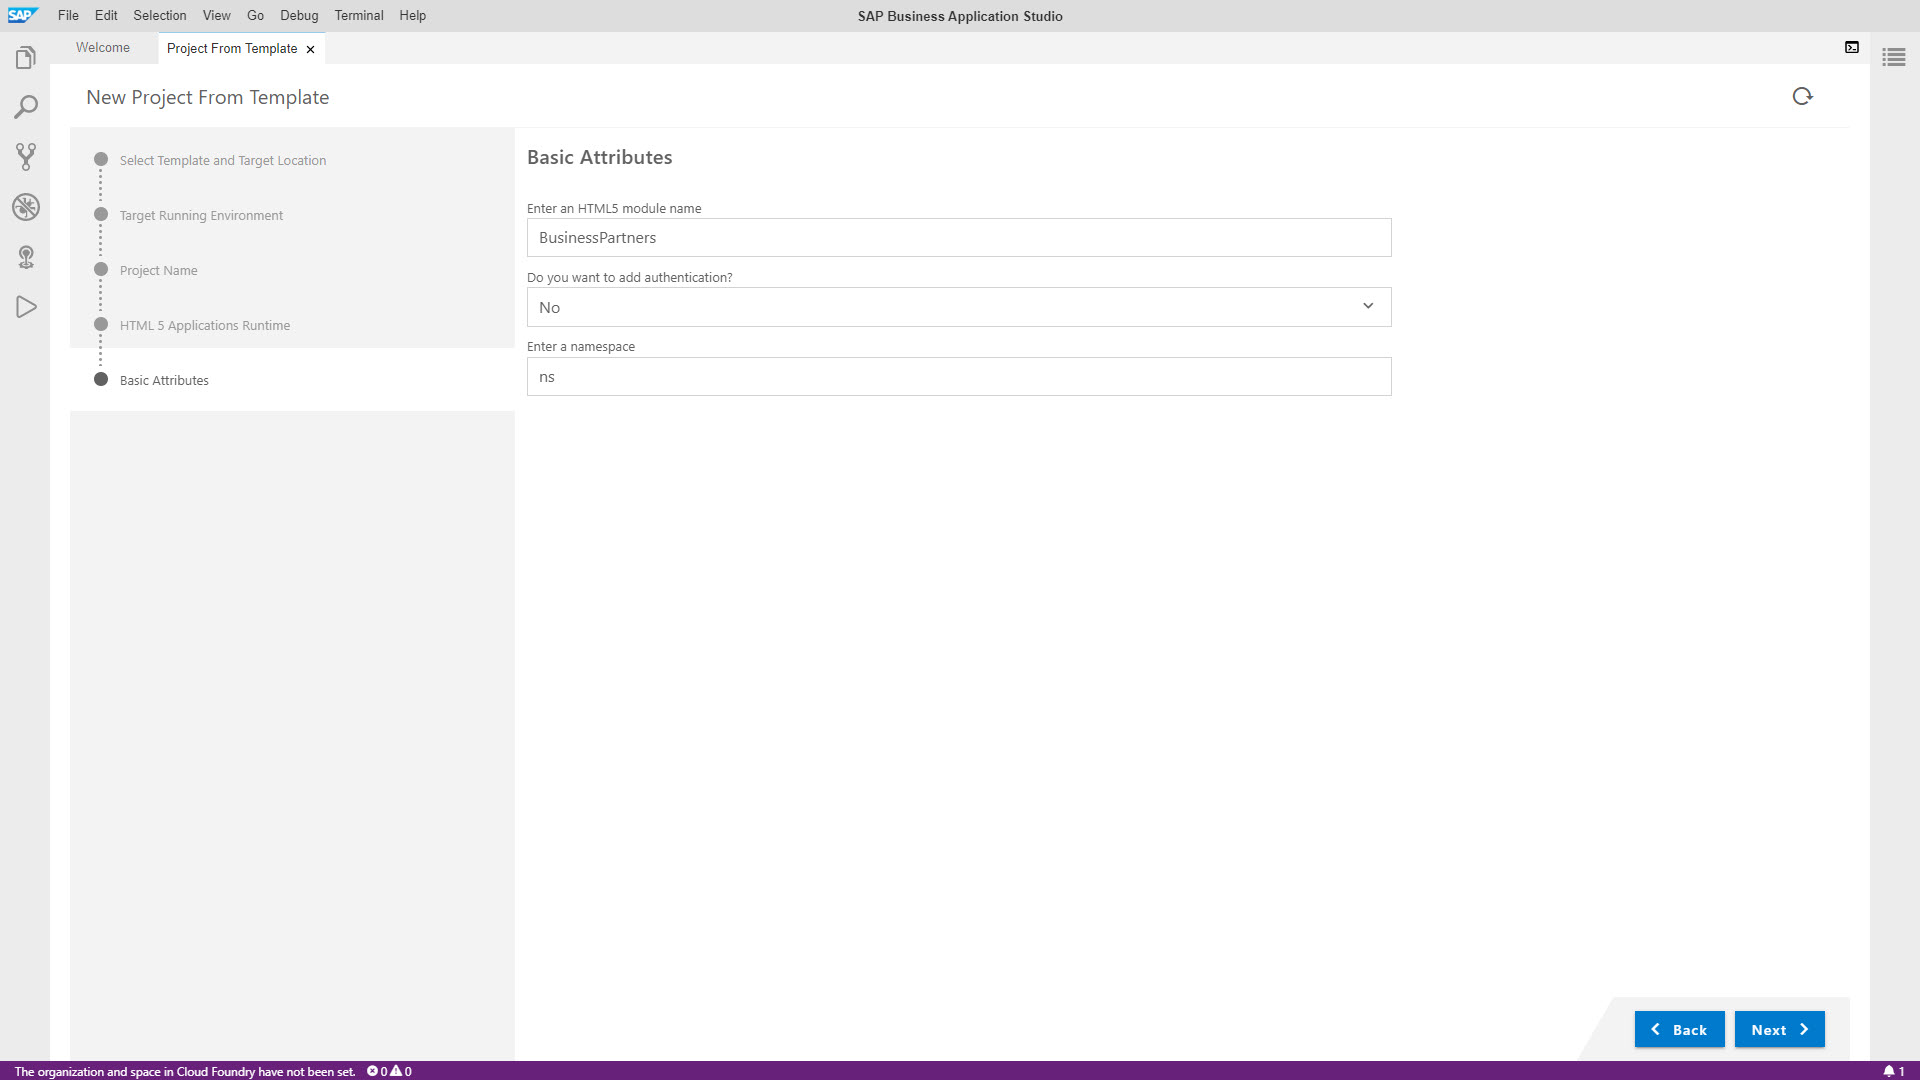 SAP File Edit Selection View Go Debug Terminal Help SAP Business Application Studio
Welcome Project From Template
New Project From Template
Select Template and Target Location
Target Running Environment
Project Name
HTML 5 Applications Runtime
Basic Attributes
Basic Attributes
Enter an HTML5 module name
BusinessPartners
Do you want to add authentication?
No
Enter a namespace
ns
Back Next
The organization and space in Cloud Foundry have not been set. 0 0 1